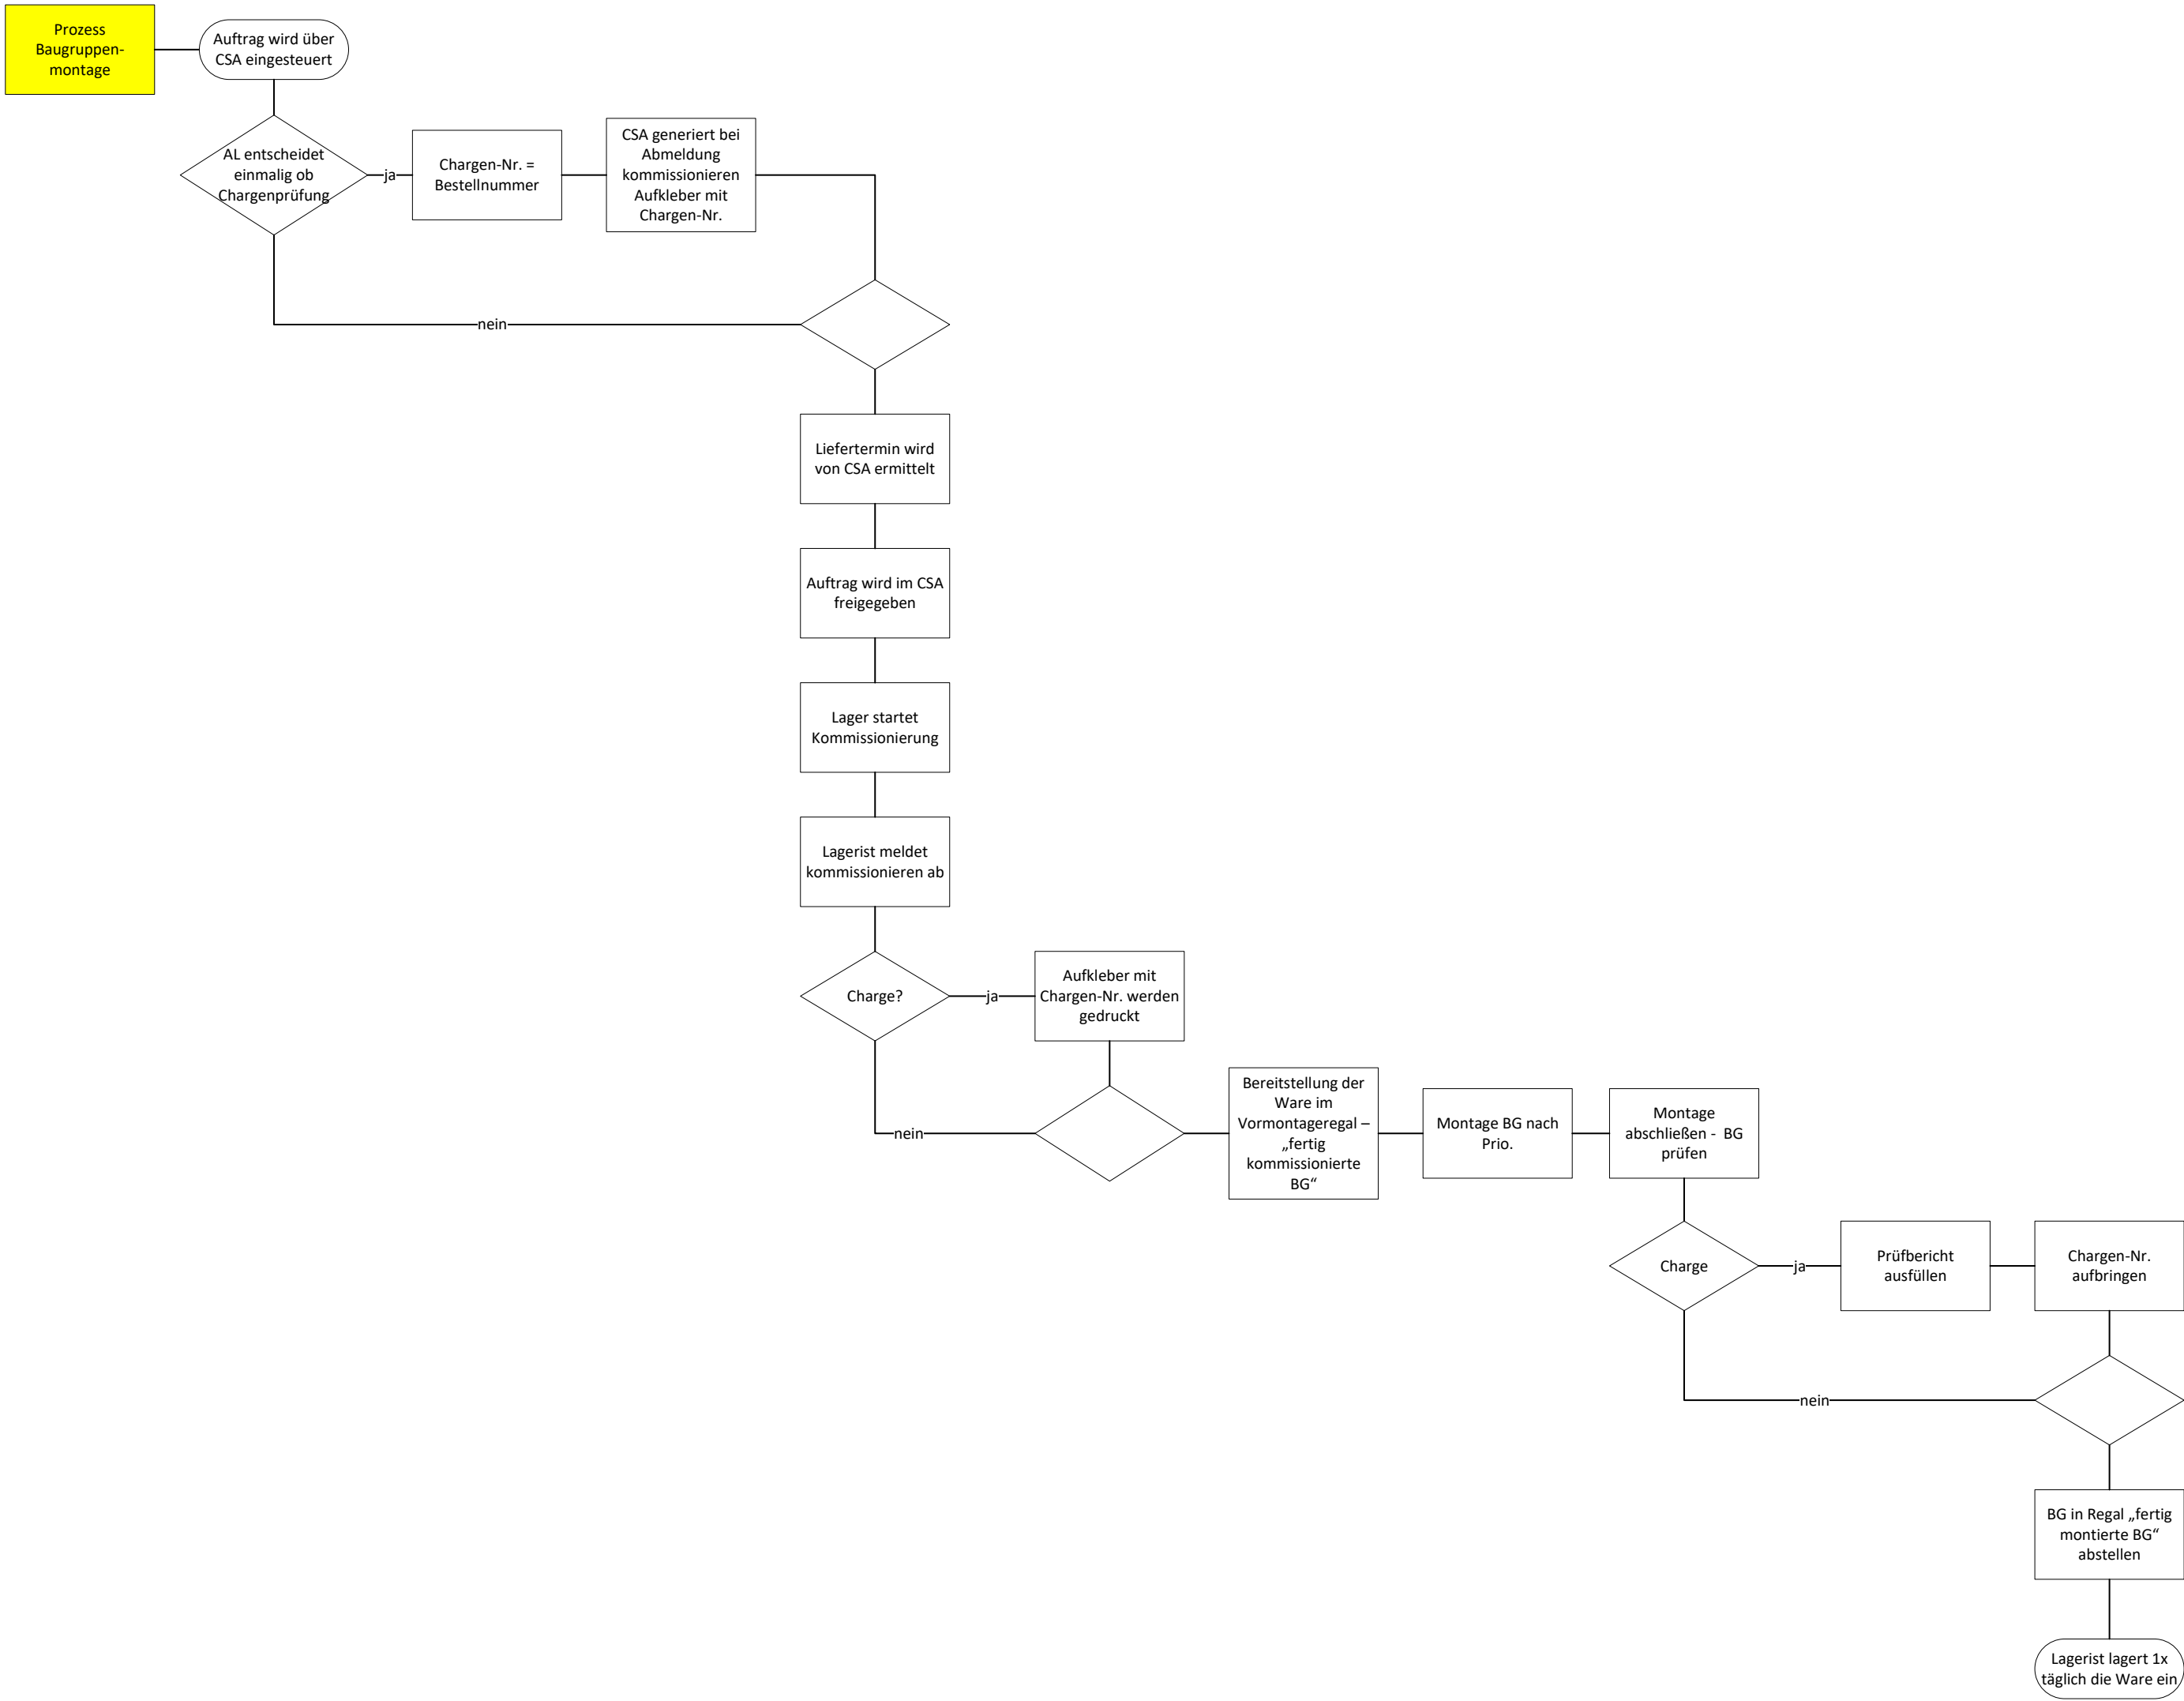 Prozess
Baugruppen-
montage
Auftrag wird über
CSA eingesteuert
AL entscheidet
einmalig ob
Chargenprüfung
ja
Chargen-Nr. =
Bestellnummer
CSA generiert bei
Abmeldung
kommissionieren
Aufkleber mit
Chargen-Nr.
nein
Liefertermin wird
von CSA ermittelt
Auftrag wird im CSA
freigegeben
Lager startet
Kommissionierung
Lagerist meldet
kommissionieren ab
Charge?
ja
Aufkleber mit
Chargen-Nr. werden
gedruckt
nein
Bereitstellung der
Ware im
Vormontageregal –
„fertig
kommissionierte
BG“
Montage BG nach
Prio.
Montage
abschließen -  BG
prüfen
Charge
ja
Prüfbericht
ausfüllen
Chargen-Nr.
aufbringen
nein
BG in Regal „fertig
montierte BG“
abstellen
Lagerist lagert 1x
täglich die Ware ein